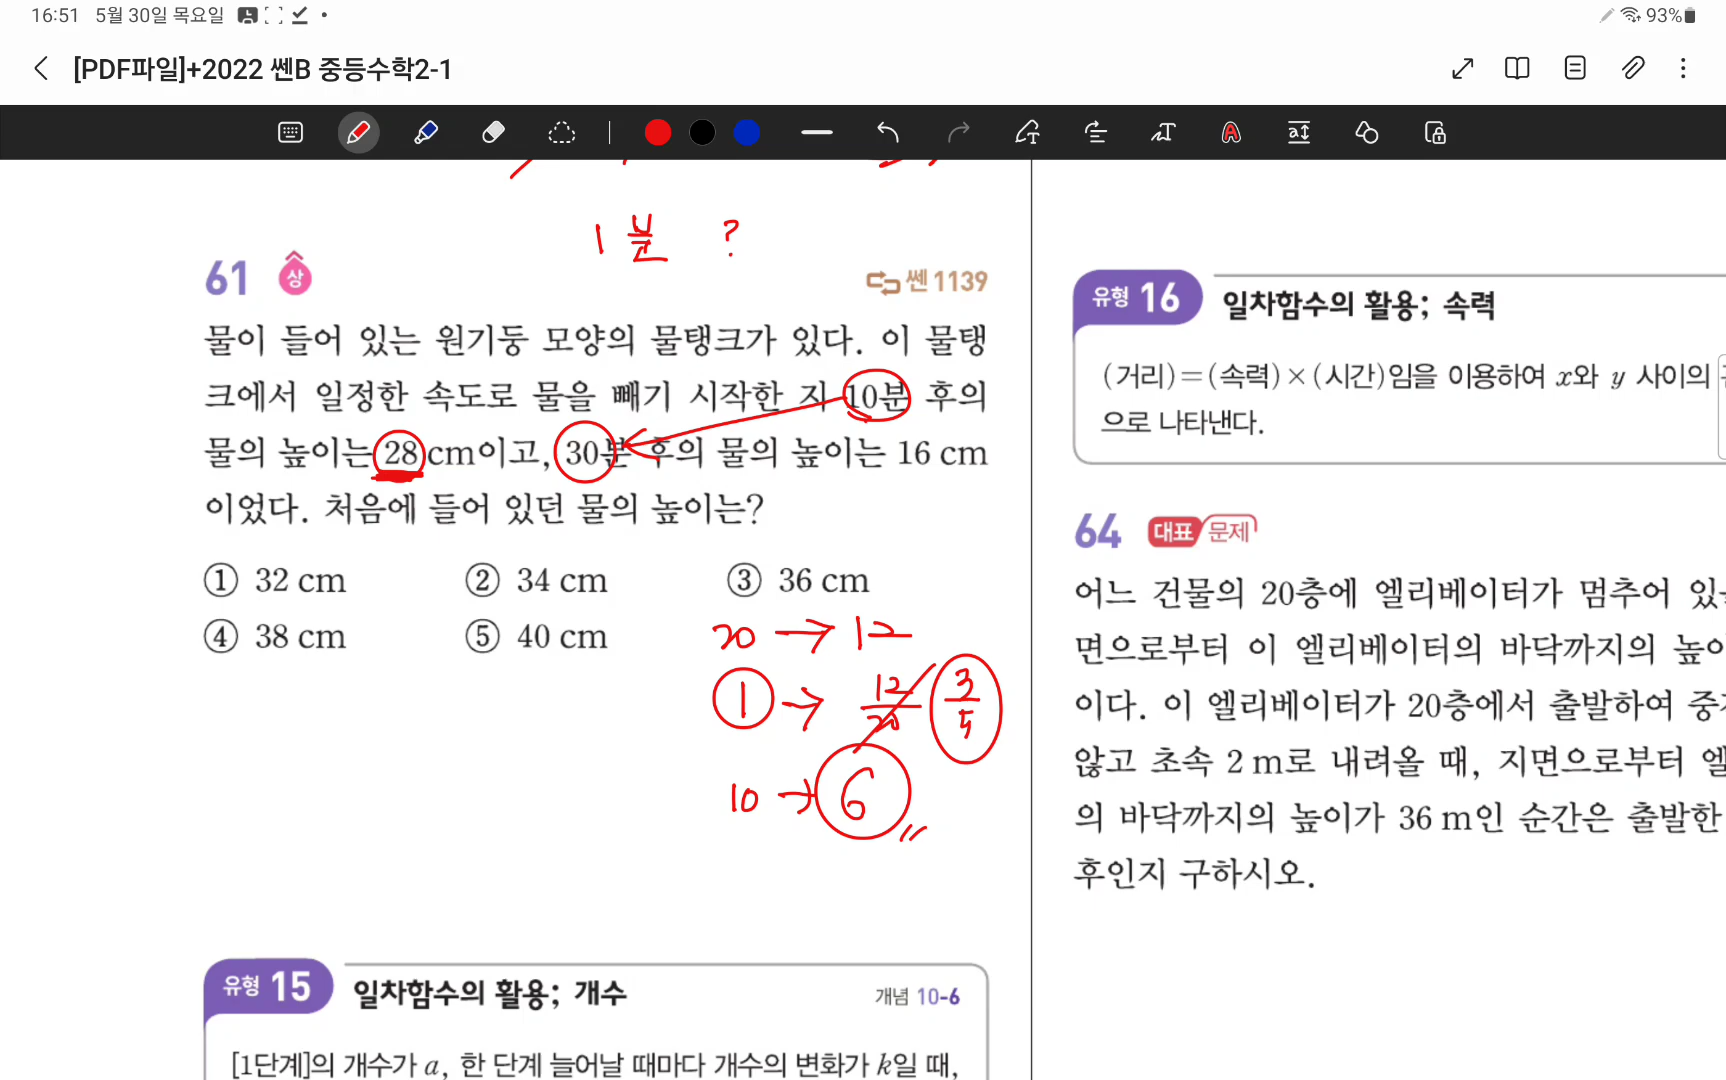 16:51 5월 30일 목요일
93%
[PDF파일]+2022 쎈B 중등수학2-1
1분 ?
61 상
쎈 1139
물이 들어 있는 원기둥 모양의 물탱크가 있다. 이 물탱
크에서 일정한 속도로 물을 빼기 시작한 지 10분 후의
물의 높이는 28 cm이고, 30분 후의 물의 높이는 16 cm
이었다. 처음에 들어 있던 물의 높이는?
① 32 cm ② 34 cm ③ 36 cm
④ 38 cm ⑤ 40 cm
20 → 12
1 → 12/20 3/5
10 → 6
유형 15 일차함수의 활용; 개수 개념 10-6
[1단계]의 개수가 a, 한 단계 늘어날 때마다 개수의 변화가 k일 때,
유형 16 일차함수의 활용; 속력
(거리)=(속력)×(시간)임을 이용하여 x와 y 사이의
으로 나타낸다.
64 대표 문제
어느 건물의 20층에 엘리베이터가 멈추어 있
면으로부터 이 엘리베이터의 바닥까지의 높이
이다. 이 엘리베이터가 20층에서 출발하여 중
않고 초속 2 m로 내려올 때, 지면으로부터 엘
의 바닥까지의 높이가 36 m인 순간은 출발한
후인지 구하시오.